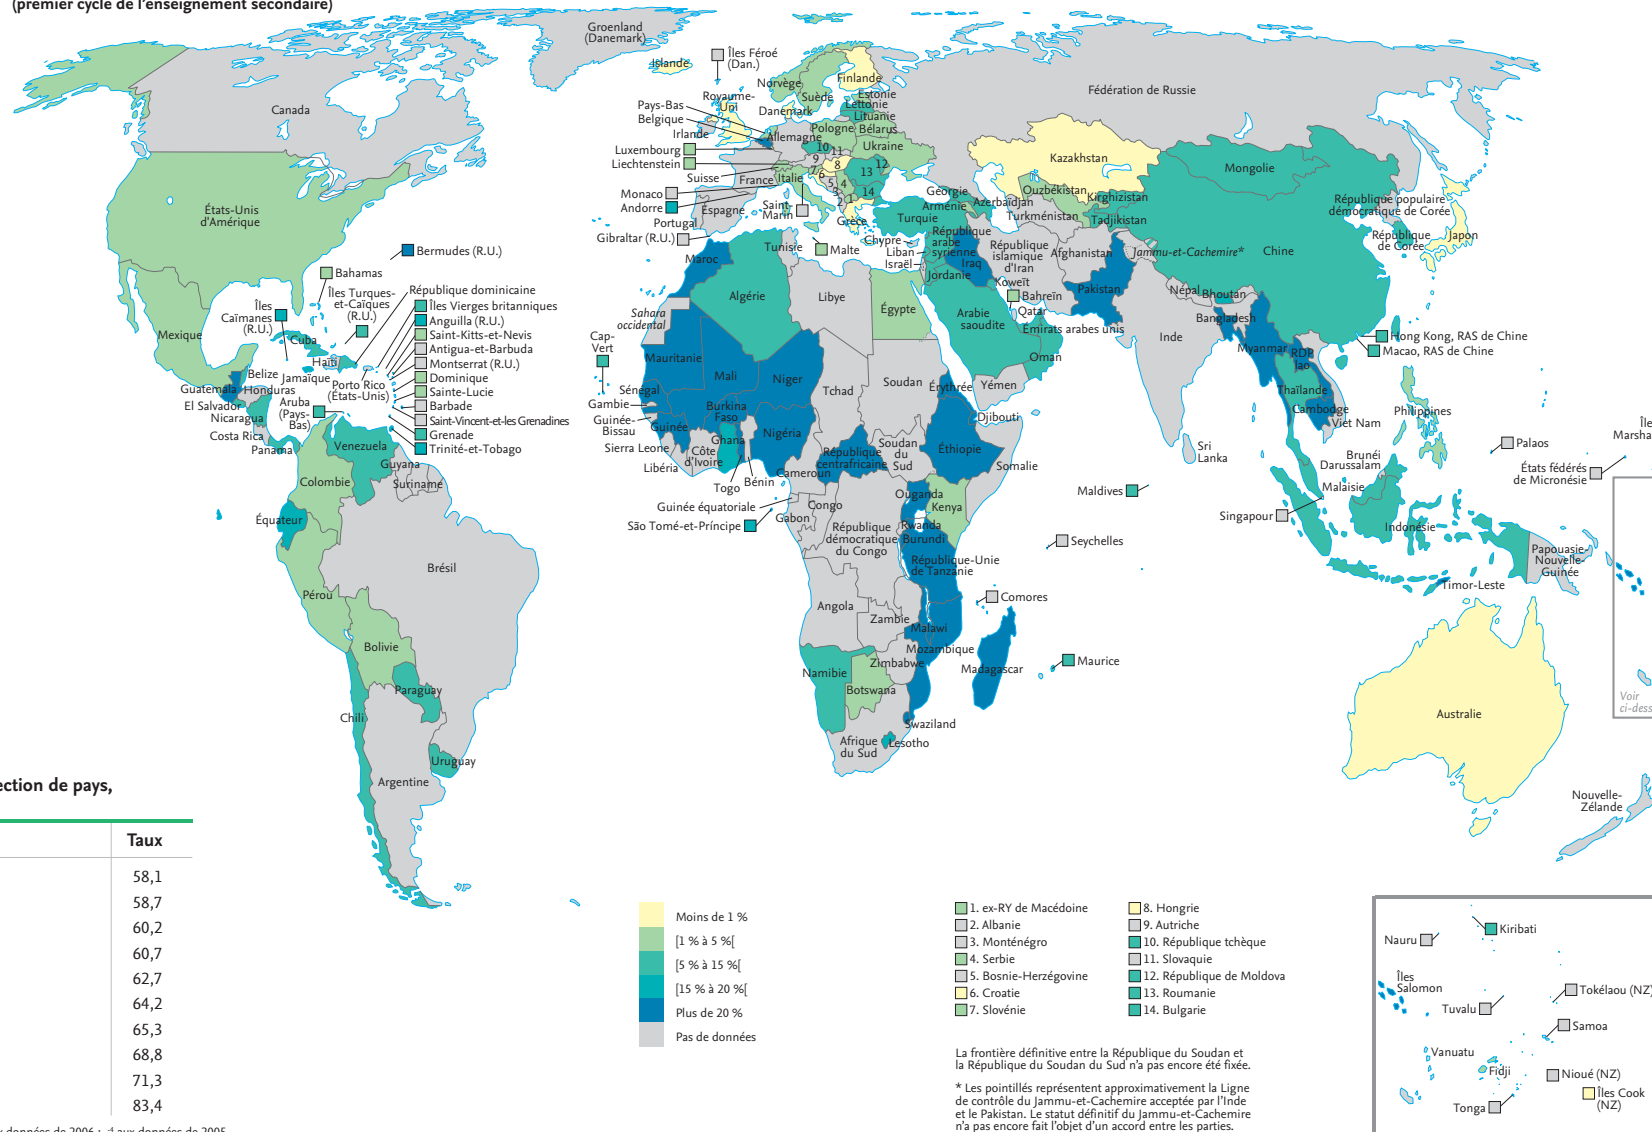 (premier cycle de l'enseignement secondaire)
Groenland
(Danemark)
Îles Féroé
(Dan.)
Islande
Finlande
Norvège
Suède
Estonie
Lettonie
Lituanie
Royaume-
Uni
Danemark
Pays-Bas
Belgique
Irlande
Allemagne
Pologne
Bélarus
Ukraine
Luxembourg
Liechtenstein
Suisse
France
Italie
10
11
9
8
7
6
5
4
3
2
1
12
13
14
Monaco
Andorre
Portugal
Espagne
Saint-
Marin
Grèce
Gibraltar (R.U.)
Malte
Fédération de Russie
Canada
États-Unis
d'Amérique
Kazakhstan
Mongolie
Géorgie
Arménie
Azerbaïdjan
Ouzbékistan
Kirghizistan
Turkménistan
Tadjikistan
Turquie
République populaire
démocratique de Corée
République
de Corée
Japon
Chine
Jammu-et-Cachemire*
Chypre
Liban
Israël
République
arabe
syrienne
Iraq
Jordanie
République
islamique
d'Iran
Afghanistan
Koweït
Bahreïn
Qatar
Émirats arabes unis
Arabie
saoudite
Oman
Yémen
Pakistan
Népal
Bhoutan
Bangladesh
Inde
Myanmar
RDP
lao
Thaïlande
Cambodge
Viet Nam
Hong Kong, RAS de Chine
Macao, RAS de Chine
Philippines
Sri
Lanka
Brunéi
Darussalam
Malaisie
Singapour
Indonésie
Maldives
Timor-Leste
Papouasie-
Nouvelle-
Guinée
Palaos
États fédérés
de Micronésie
Îles
Marsha
Bermudes (R.U.)
Bahamas
Îles Turques-
et-Caïques
(R.U.)
Îles
Caïmanes
(R.U.)
République dominicaine
Îles Vierges britanniques
Anguilla (R.U.)
Saint-Kitts-et-Nevis
Antigua-et-Barbuda
Montserrat (R.U.)
Dominique
Sainte-Lucie
Barbade
Saint-Vincent-et-les Grenadines
Grenade
Trinité-et-Tobago
Mexique
Cuba
Haïti
Jamaïque
Porto Rico
(États-Unis)
Belize
Guatemala
Honduras
El Salvador
Nicaragua
Costa Rica
Panama
Aruba
(Pays-
Bas)
Venezuela
Guyana
Suriname
Colombie
Équateur
Pérou
Brésil
Bolivie
Paraguay
Chili
Uruguay
Argentine
Maroc
Tunisie
Algérie
Libye
Égypte
Sahara
occidental
Cap-
Vert
Mauritanie
Mali
Niger
Tchad
Soudan
Érythrée
Djibouti
Sénégal
Gambie
Guinée-
Bissau
Guinée
Sierra Leone
Libéria
Côte
d'Ivoire
Burkina
Faso
Ghana
Togo
Bénin
Nigéria
Cameroun
République
centrafricaine
Soudan
du
Sud
Éthiopie
Somalie
Guinée équatoriale
São Tomé-et-Príncipe
Gabon
Congo
République
démocratique
du Congo
Ouganda
Kenya
Rwanda
Burundi
République-Unie
de Tanzanie
Seychelles
Comores
Angola
Zambie
Malawi
Mozambique
Zimbabwe
Madagascar
Maurice
Namibie
Botswana
Swaziland
Lesotho
Afrique
du Sud
Australie
Nouvelle-
Zélande
Voir
ci-dess
ection de pays,
Taux
58,1
58,7
60,2
60,7
62,7
64,2
65,3
68,8
71,3
83,4
x données de 2006 ; aux données de 2005
Moins de 1 %
[1 % à 5 %[
[5 % à 15 %[
[15 % à 20 %[
Plus de 20 %
Pas de données
1. ex-RY de Macédoine
2. Albanie
3. Monténégro
4. Serbie
5. Bosnie-Herzégovine
6. Croatie
7. Slovénie
8. Hongrie
9. Autriche
10. République tchèque
11. Slovaquie
12. République de Moldova
13. Roumanie
14. Bulgarie
La frontière définitive entre la République du Soudan et
la République du Soudan du Sud n'a pas encore été fixée.
* Les pointillés représentent approximativement la Ligne
de contrôle du Jammu-et-Cachemire acceptée par l'Inde
et le Pakistan. Le statut définitif du Jammu-et-Cachemire
n'a pas encore fait l'objet d'un accord entre les parties.
Nauru
Kiribati
Îles
Salomon
Tuvalu
Tokélaou (NZ)
Samoa
Vanuatu
Fidji
Nioué (NZ)
Îles Cook
(NZ)
Tonga